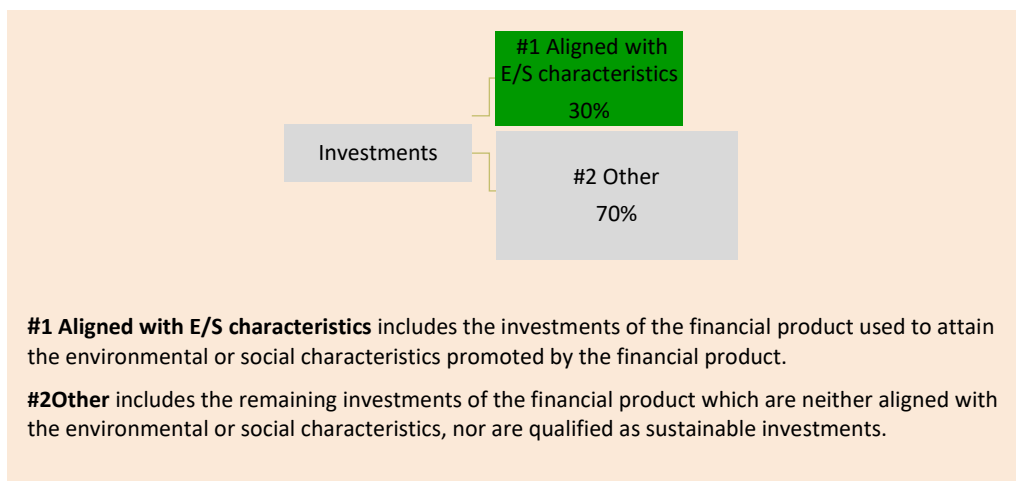 #1 Aligned with
E/S characteristics
30%
Investments
#2 Other
70%
#1 Aligned with E/S characteristics includes the investments of the financial product used to attain
the environmental or social characteristics promoted by the financial product.
#2Other includes the remaining investments of the financial product which are neither aligned with
the environmental or social characteristics, nor are qualified as sustainable investments.